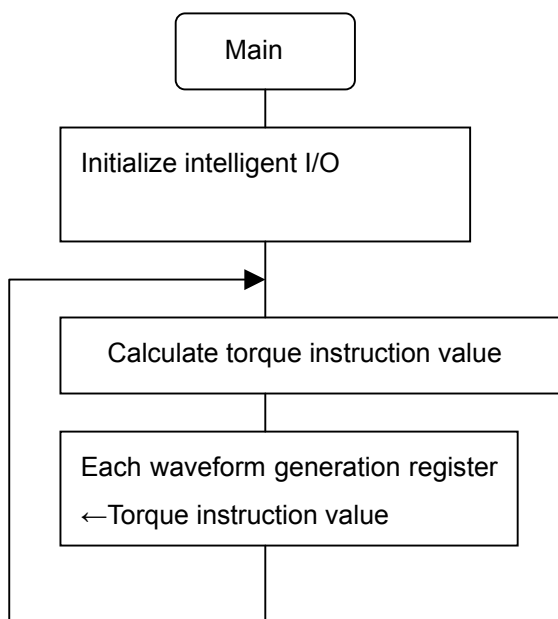 Main
Initialize intelligent I/O
Calculate torque instruction value
Each waveform generation register
←Torque instruction value